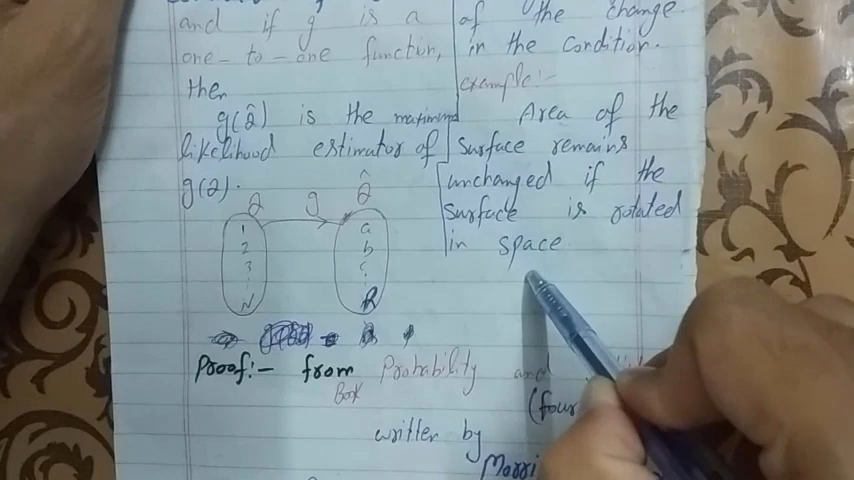 and if g is a
one-to-one function,
then
g(θ̂) is the maximum
likelihood estimator of
g(θ).
of the change.
in the condition.
example:-
Area of the
surface remains
unchanged if the
surface is rotated
in space.
θ g θ̂
1
2
3
:
N
a
b
c
:
R
Proof:- from Probability and
Book
(four
written by
Morri